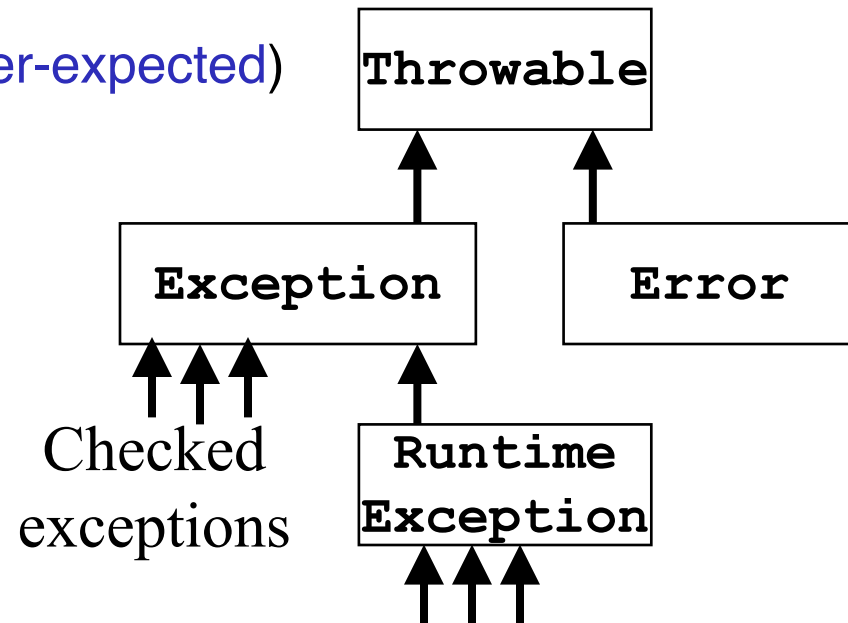 er-expected)
Throwable
Exception
Error
Checked
exceptions
Runtime
Exception